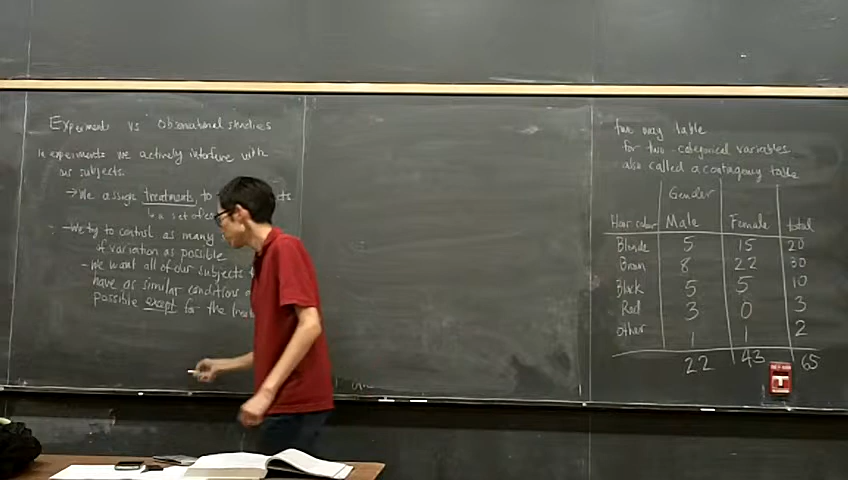 Experiments vs observational studies
In experiments we actively interfere with
our subjects.
→ We assign treatments, to
to a set of
- We try to control as many
of variation as possible
- We want all of our subjects
have as similar conditions
possible except for the
two way table
for two categorical variables
also called a contingency table
Gender
Hair color Male Female total
Blonde 5 15 20
Brown 8 22 30
Black 5 5 10
Red 3 0 3
other 1 1 2
22 43 65